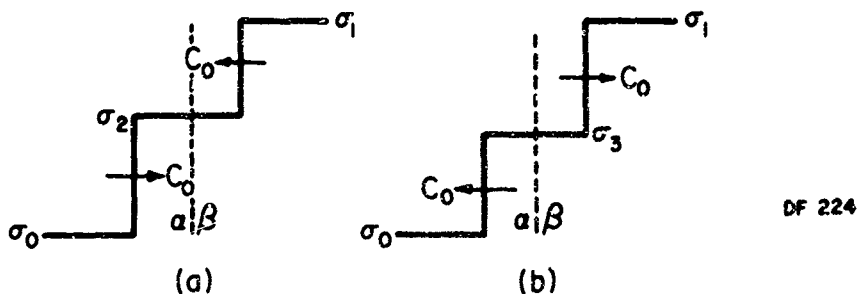 σ₁ σ₁
C₀ C₀
σ₂ σ₃
C₀ C₀
α β α β DF 224
σ₀ σ₀
(a) (b)